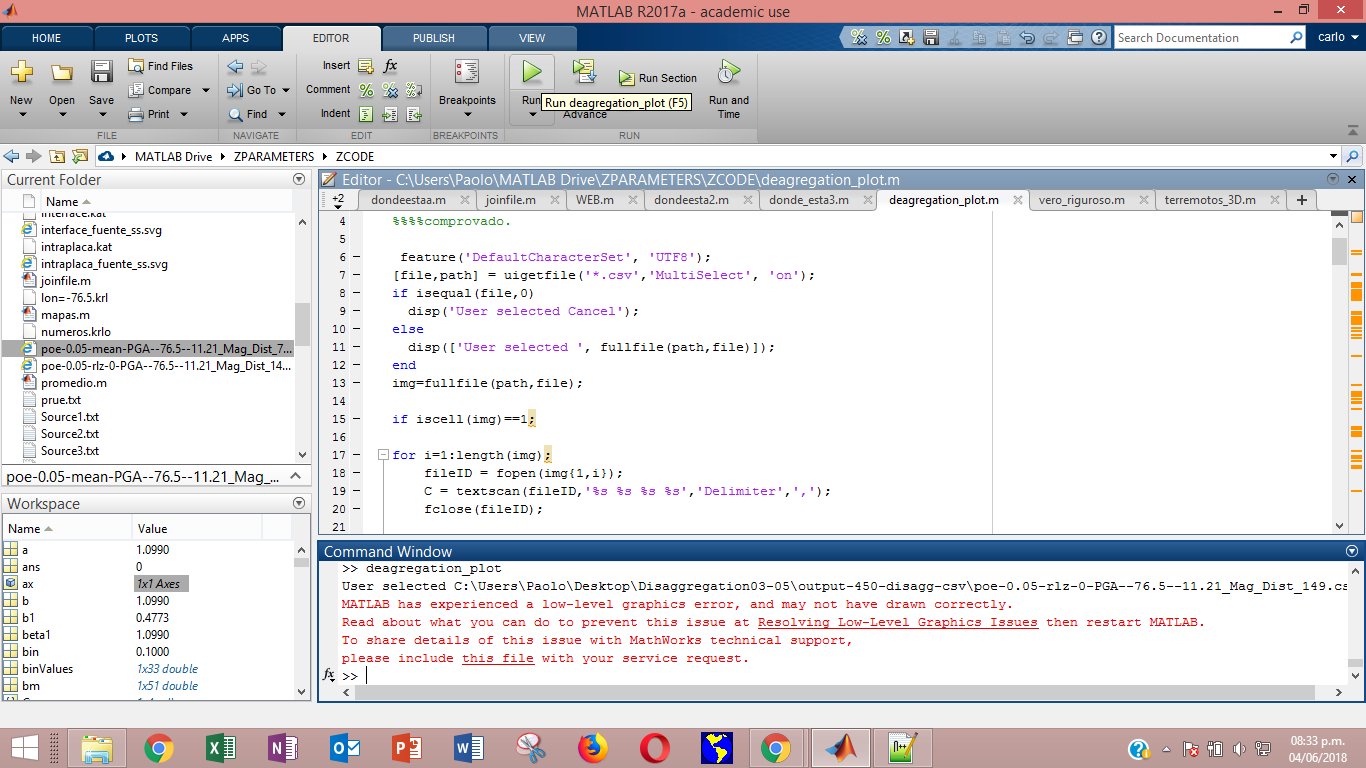 MATLAB R2017a - academic use
HOME PLOTS APPS EDITOR PUBLISH VIEW
Search Documentation
carlo
New Open Save
Find Files
Compare
Print
Go To
Find
Insert fx
Comment % %
Indent
Breakpoints
Run
Run deagregation_plot (F5)
Advance
Run Section
Run and
Time
FILE NAVIGATE EDIT BREAKPOINTS RUN
MATLAB Drive ZPARAMETERS ZCODE
Current Folder
Name
interface.kat
interface_fuente_ss.svg
intraplaca.kat
intraplaca_fuente_ss.svg
joinfile.m
lon=-76.5.krl
mapas.m
numeros.krlo
poe-0.05-mean-PGA--76.5--11.21_Mag_Dist_7...
poe-0.05-rlz-0-PGA--76.5--11.21_Mag_Dist_14...
promedio.m
prue.txt
Source1.txt
Source2.txt
Source3.txt
poe-0.05-mean-PGA--76.5--11.21_Mag_...
Workspace
Name Value
a 1.0990
ans 0
ax 1x1 Axes
b 1.0990
b1 0.4773
beta1 1.0990
bin 0.1000
binValues 1x33 double
bm 1x51 double
Editor - C:\Users\Paolo\MATLAB Drive\ZPARAMETERS\ZCODE\deagregation_plot.m
+2 dondeestaa.m joinfile.m WEB.m dondeesta2.m donde_esta3.m deagregation_plot.m vero_riguroso.m terremotos_3D.m
4 %%%%comprovado.
5
6 feature('DefaultCharacterSet', 'UTF8');
7 [file,path] = uigetfile('*.csv','MultiSelect', 'on');
8 if isequal(file,0)
9 disp('User selected Cancel');
10 else
11 disp(['User selected ', fullfile(path,file)]);
12 end
13 img=fullfile(path,file);
14
15 if iscell(img)==1;
16
17 for i=1:length(img);
18 fileID = fopen(img{1,i});
19 C = textscan(fileID,'%s %s %s %s','Delimiter',',');
20 fclose(fileID);
21
Command Window
>> deagregation_plot
User selected C:\Users\Paolo\Desktop\Disaggregation03-05\output-450-disagg-csv\poe-0.05-rlz-0-PGA--76.5--11.21_Mag_Dist_149.cs
MATLAB has experienced a low-level graphics error, and may not have drawn correctly.
Read about what you can do to prevent this issue at Resolving Low-Level Graphics Issues then restart MATLAB.
To share details of this issue with MathWorks technical support,
please include this file with your service request.
fx >>
08:33 p.m.
04/06/2018